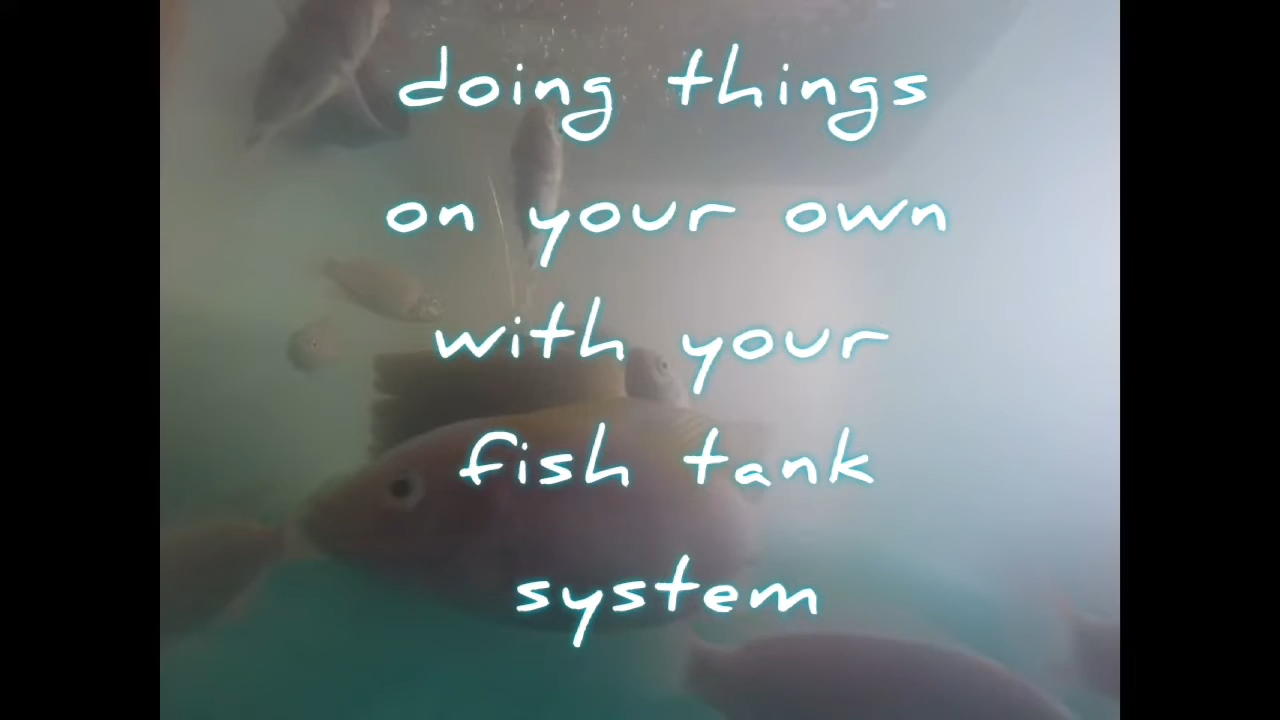 doing things
on your own
with your
fish tank
system